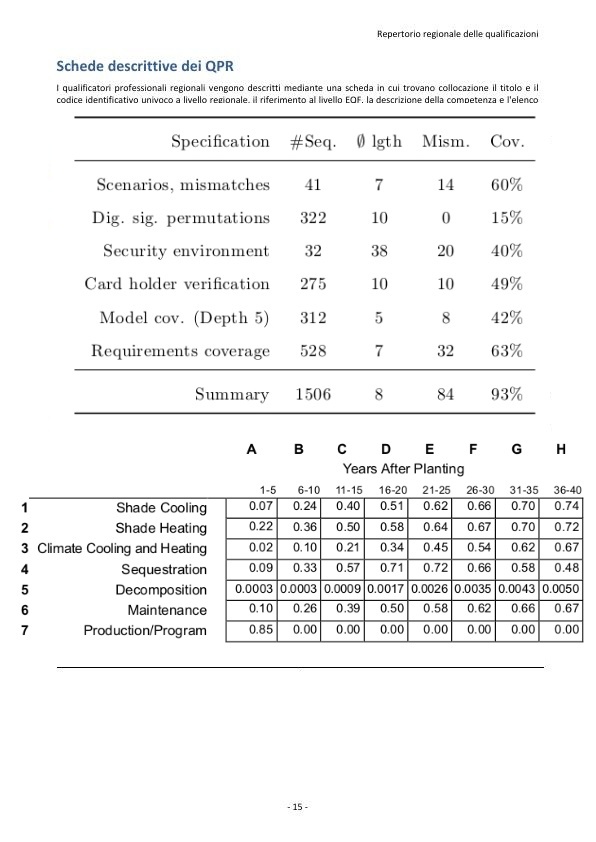 Repertorio regionale delle qualificazioni
Schede descrittive dei QPR
I qualificatori professionali regionali vengono descritti mediante una scheda in cui trovano collocazione il titolo e il
codice identificativo univoco a livello regionale, il riferimento al livello EQF, la descrizione della competenza e l'elenco
Specification #Seq. ∅ lgth Mism. Cov.
Scenarios, mismatches 41 7 14 60%
Dig. sig. permutations 322 10 0 15%
Security environment 32 38 20 40%
Card holder verification 275 10 10 49%
Model cov. (Depth 5) 312 5 8 42%
Requirements coverage 528 7 32 63%
Summary 1506 8 84 93%
A B C D E F G H
Years After Planting
1-5 6-10 11-15 16-20 21-25 26-30 31-35 36-40
1 Shade Cooling 0.07 0.24 0.40 0.51 0.62 0.66 0.70 0.74
2 Shade Heating 0.22 0.36 0.50 0.58 0.64 0.67 0.70 0.72
3 Climate Cooling and Heating 0.02 0.10 0.21 0.34 0.45 0.54 0.62 0.67
4 Sequestration 0.09 0.33 0.57 0.71 0.72 0.66 0.58 0.48
5 Decomposition 0.0003 0.0003 0.0009 0.0017 0.0026 0.0035 0.0043 0.0050
6 Maintenance 0.10 0.26 0.39 0.50 0.58 0.62 0.66 0.67
7 Production/Program 0.85 0.00 0.00 0.00 0.00 0.00 0.00 0.00
- 15 -